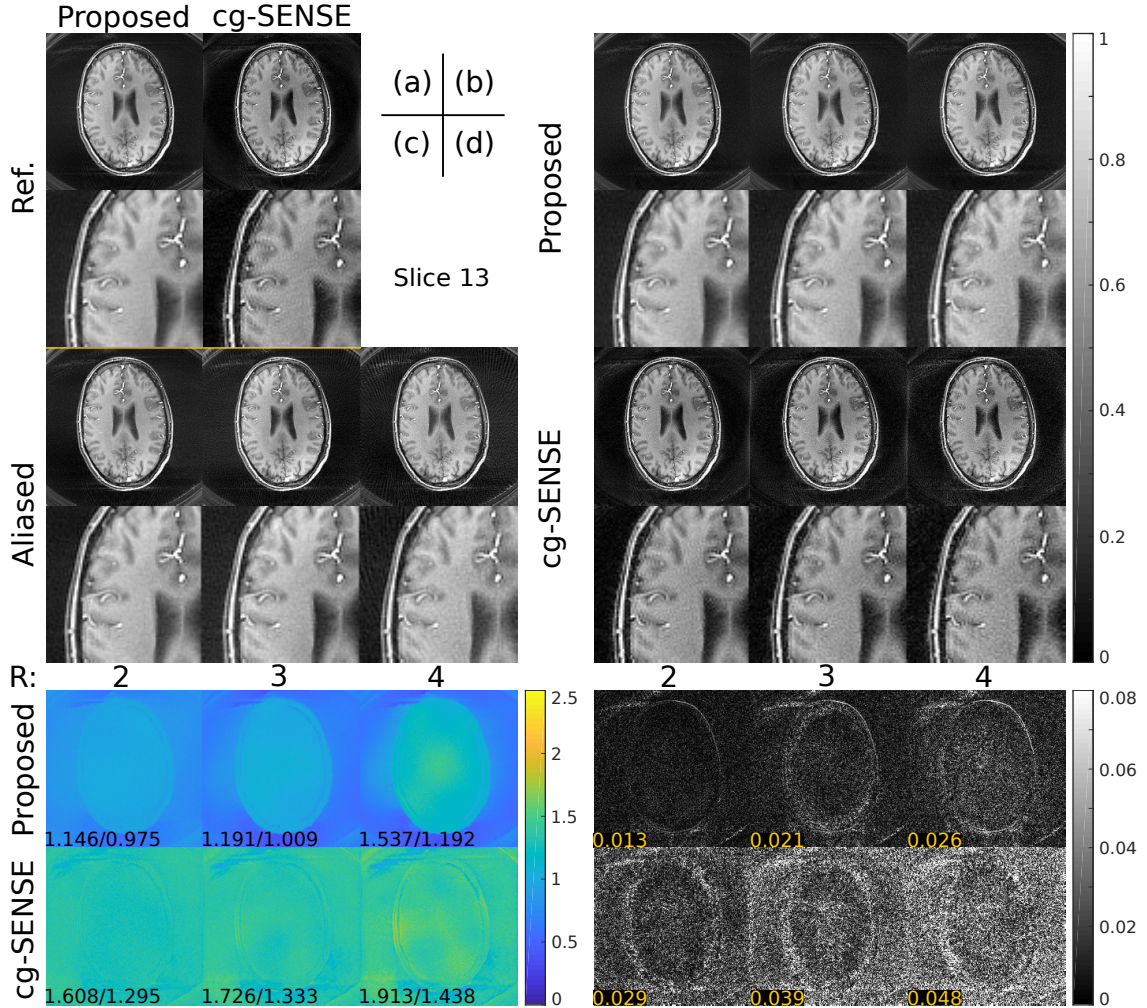 Proposed cg-SENSE
Ref.
(a) (b)
(c) (d)
Slice 13
Proposed
1
0.8
0.6
0.4
0.2
0
Aliased
cg-SENSE
R: 2 3 4
2 3 4
Proposed
1.146/0.975 1.191/1.009 1.537/1.192
cg-SENSE
1.608/1.295 1.726/1.333 1.913/1.438
2.5
2
1.5
1
0.5
0
0.013 0.021 0.026
0.029 0.039 0.048
0.08
0.06
0.04
0.02
0